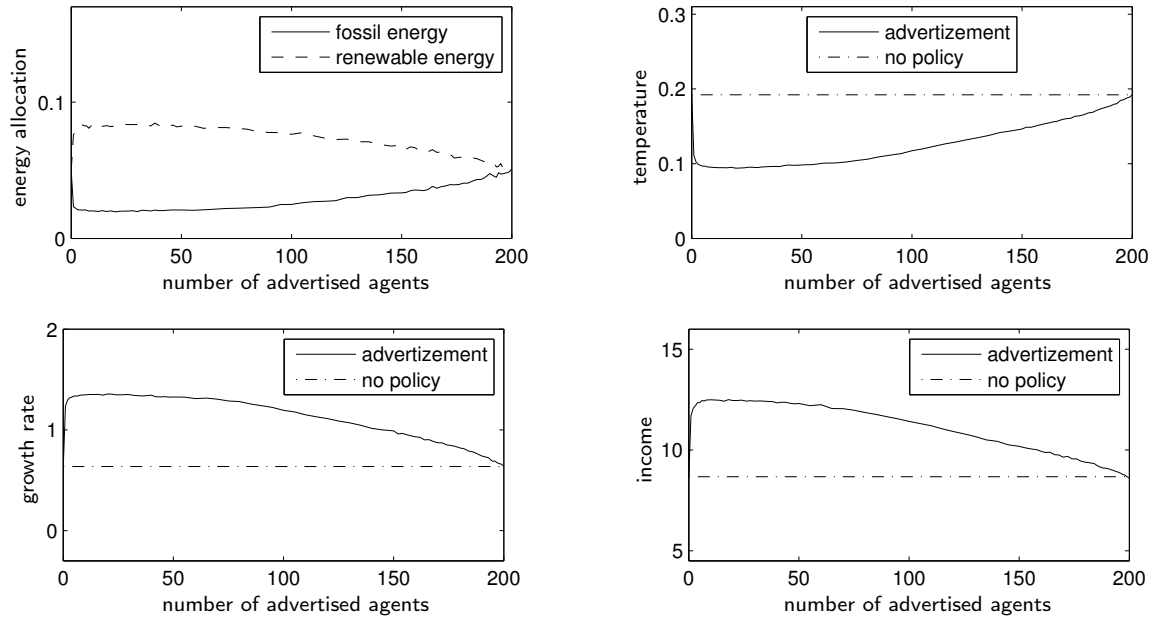 energy allocation
0.1
0
fossil energy
renewable energy
0 50 100 150 200
number of advertised agents
temperature
0.3
0.2
0.1
0
advertizement
no policy
0 50 100 150 200
number of advertised agents
growth rate
2
1
0
advertizement
no policy
0 50 100 150 200
number of advertised agents
income
15
10
5
advertizement
no policy
0 50 100 150 200
number of advertised agents